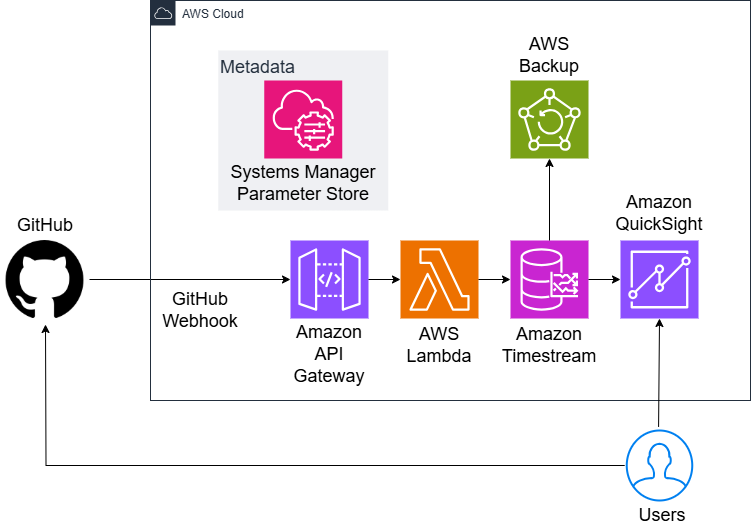 AWS Cloud
AWS
Backup
Metadata
Systems Manager
Parameter Store
Amazon
QuickSight
GitHub
GitHub
Webhook
</>
Amazon
API
Gateway
AWS
Lambda
Amazon
Timestream
Users